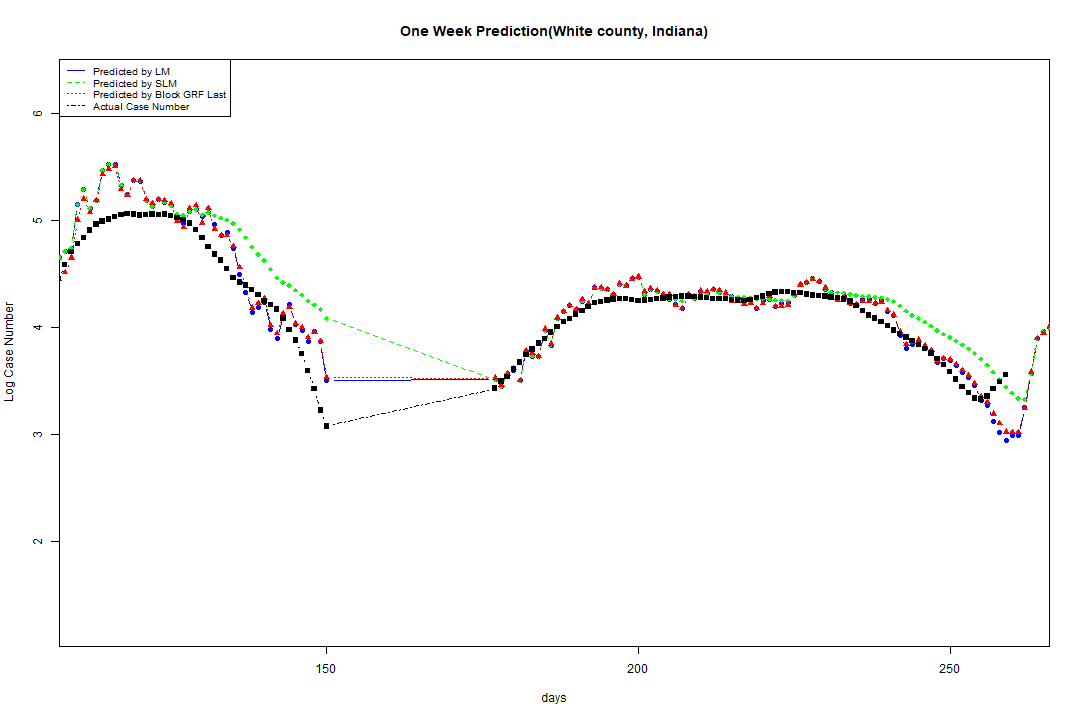 One Week Prediction(White county, Indiana)
Predicted by LM
Predicted by SLM
Predicted by Block GRF Last
Actual Case Number
6
5
4
3
2
Log Case Number
150
200
250
days